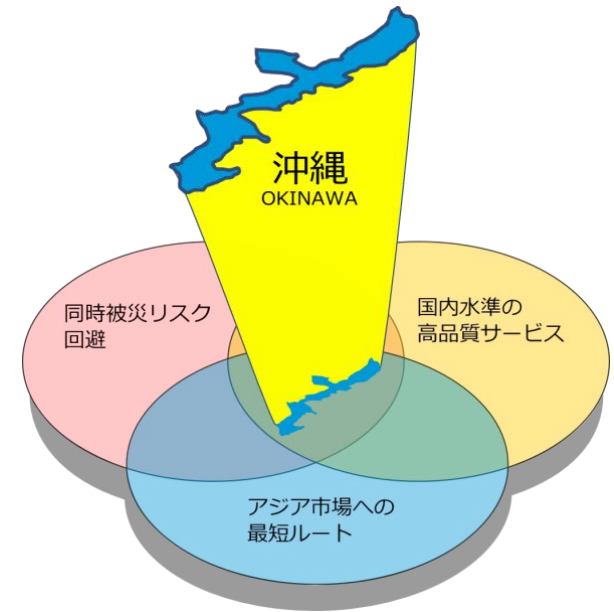 沖縄
OKINAWA
同時被災リスク
回避
国内水準の
高品質サービス
アジア市場への
最短ルート